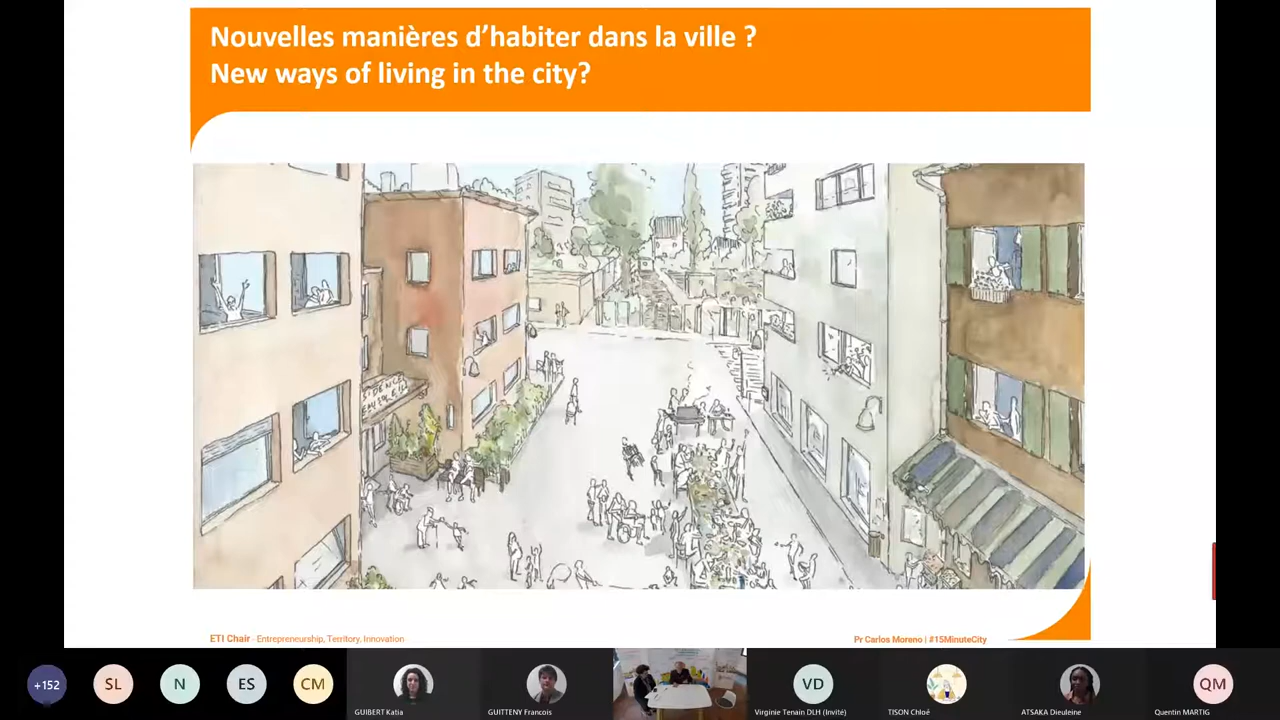 Nouvelles manières d’habiter dans la ville ?
New ways of living in the city?
ETI Chair - Entrepreneurship, Territory, Innovation
Pr Carlos Moreno | #15MinuteCity
+152
SL
N
ES
CM
GUIBERT Katia
GUITTENY Francois
VD
Virginie Tenain DLH (Invité)
TISON Chloé
ATSAKA Dieuleine
QM
Quentin MARTIG